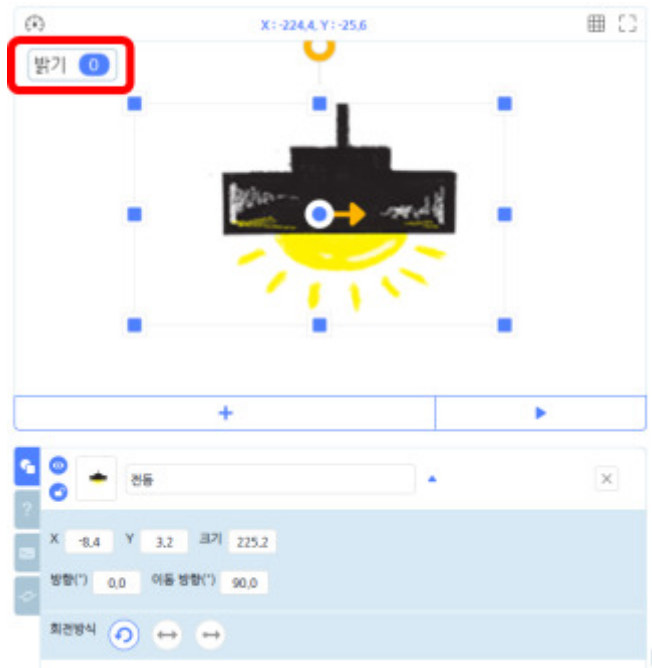 X : -224.4, Y : -25.6
밝기 0
전등
?
X -8.4 Y 3.2 크기 225.2
방향(°) 0.0 이동 방향(°) 90.0
회전방식